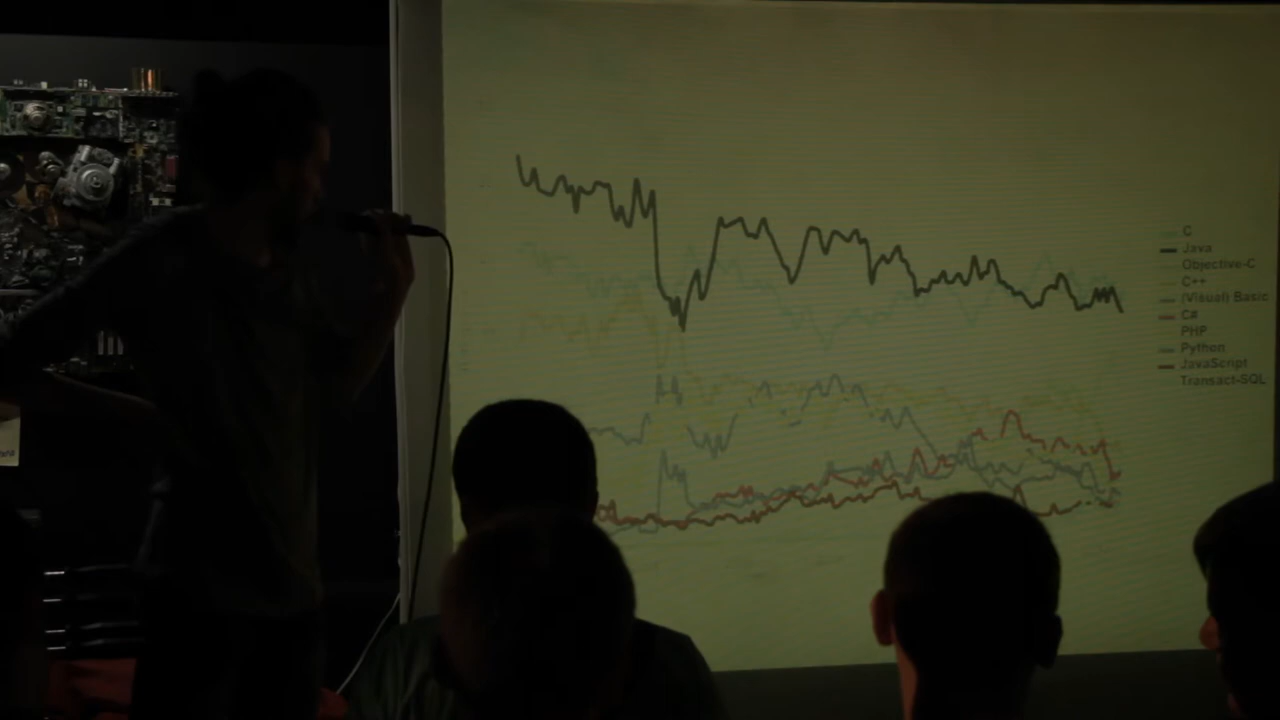 C
Java
Objective-C
C++
(Visual) Basic
C#
PHP
Python
JavaScript
Transact-SQL